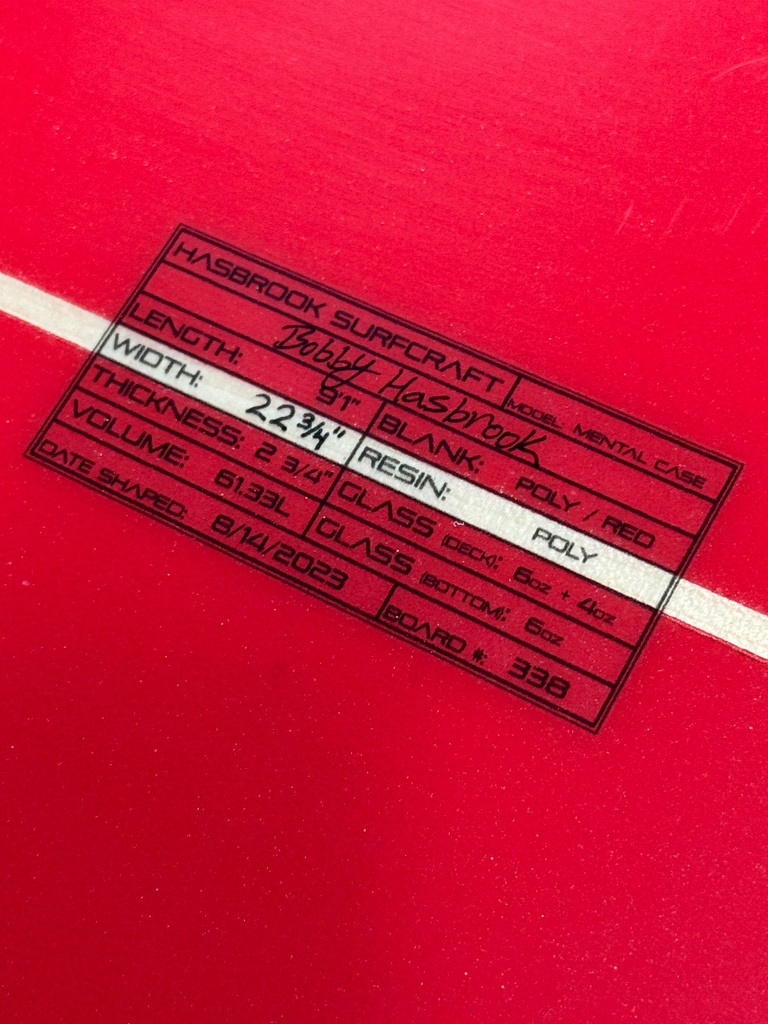 HASBROOK SURFCRAFT MODEL: MENTAL CASE
Bobby Hasbrook
LENGTH: 9'1" BLANK: POLY / RED
WIDTH: 22 3/4" RESIN: POLY
THICKNESS: 2 3/4" GLASS (DECK): 6oz + 4oz
VOLUME: 61.33L GLASS (BOTTOM): 6oz
DATE SHAPED: 8/14/2023 BOARD #: 338